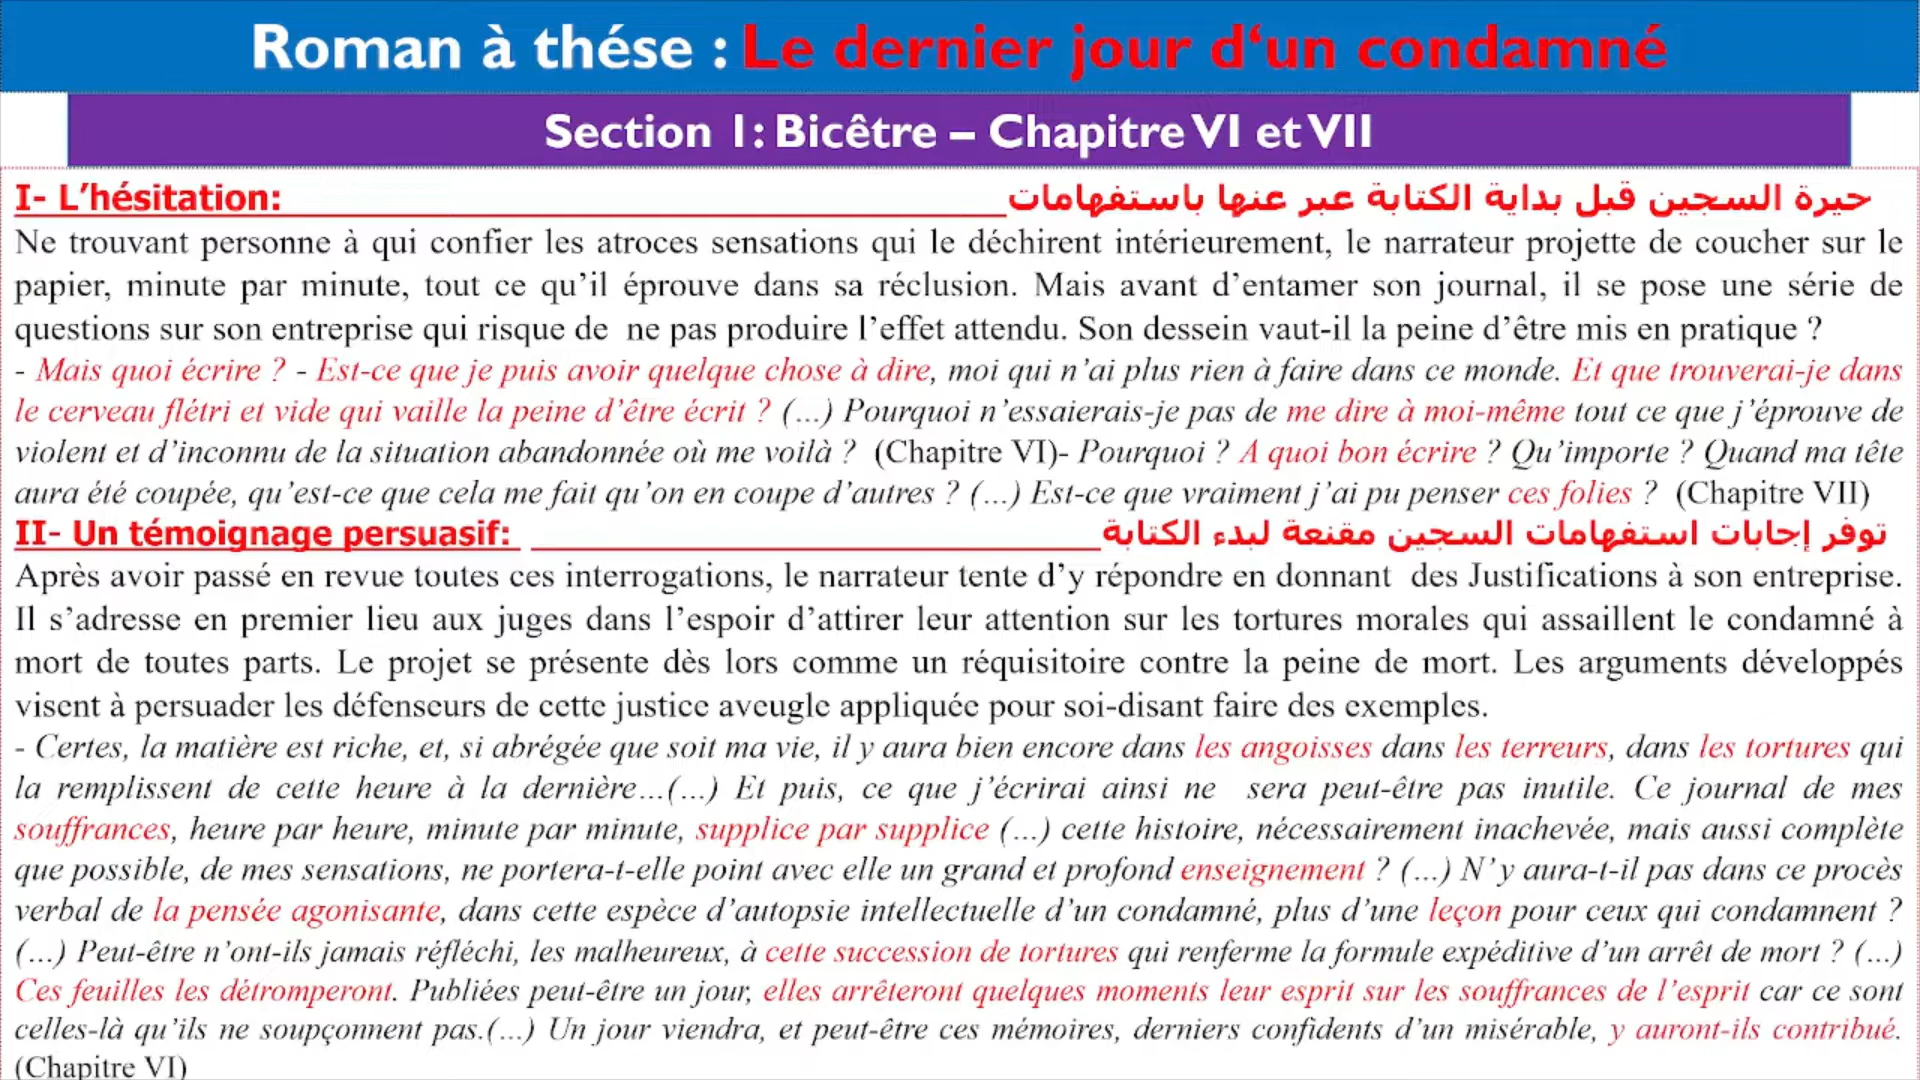 Roman à thése : Le dernier jour d‘un condamné
Section 1: Bicêtre – Chapitre VI et VII
I- L’hésitation: حيرة السجين قبل بداية الكتابة عبر عنها باستفهامات
Ne trouvant personne à qui confier les atroces sensations qui le déchirent intérieurement, le narrateur projette de coucher sur le
papier, minute par minute, tout ce qu’il éprouve dans sa réclusion. Mais avant d’entamer son journal, il se pose une série de
questions sur son entreprise qui risque de ne pas produire l’effet attendu. Son dessein vaut-il la peine d’être mis en pratique ?
- Mais quoi écrire ? - Est-ce que je puis avoir quelque chose à dire, moi qui n’ai plus rien à faire dans ce monde. Et que trouverai-je dans
le cerveau flétri et vide qui vaille la peine d’être écrit ? (...) Pourquoi n’essaierais-je pas de me dire à moi-même tout ce que j’éprouve de
violent et d’inconnu de la situation abandonnée où me voilà ? (Chapitre VI)- Pourquoi ? A quoi bon écrire ? Qu’importe ? Quand ma tête
aura été coupée, qu’est-ce que cela me fait qu’on en coupe d’autres ? (...) Est-ce que vraiment j’ai pu penser ces folies ? (Chapitre VII)
II- Un témoignage persuasif: توفر إجابات استفهامات السجين مقنعة لبدء الكتابة
Après avoir passé en revue toutes ces interrogations, le narrateur tente d’y répondre en donnant des Justifications à son entreprise.
Il s’adresse en premier lieu aux juges dans l’espoir d’attirer leur attention sur les tortures morales qui assaillent le condamné à
mort de toutes parts. Le projet se présente dès lors comme un réquisitoire contre la peine de mort. Les arguments développés
visent à persuader les défenseurs de cette justice aveugle appliquée pour soi-disant faire des exemples.
- Certes, la matière est riche, et, si abrégée que soit ma vie, il y aura bien encore dans les angoisses dans les terreurs, dans les tortures qui
la remplissent de cette heure à la dernière...(...) Et puis, ce que j’écrirai ainsi ne sera peut-être pas inutile. Ce journal de mes
souffrances, heure par heure, minute par minute, supplice par supplice (...) cette histoire, nécessairement inachevée, mais aussi complète
que possible, de mes sensations, ne portera-t-elle point avec elle un grand et profond enseignement ? (...) N’y aura-t-il pas dans ce procès
verbal de la pensée agonisante, dans cette espèce d’autopsie intellectuelle d’un condamné, plus d’une leçon pour ceux qui condamnent ?
(...) Peut-être n’ont-ils jamais réfléchi, les malheureux, à cette succession de tortures qui renferme la formule expéditive d’un arrêt de mort ? (...)
Ces feuilles les détromperont. Publiées peut-être un jour, elles arrêteront quelques moments leur esprit sur les souffrances de l’esprit car ce sont
celles-là qu’ils ne soupçonnent pas.(...) Un jour viendra, et peut-être ces mémoires, derniers confidents d’un misérable, y auront-ils contribué.
(Chapitre VI)